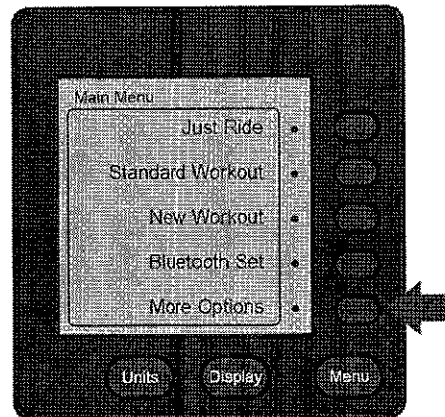 Main Menu
Just Ride
Standard Workout
New Workout
Bluetooth Set
More Options
Units Display Menu